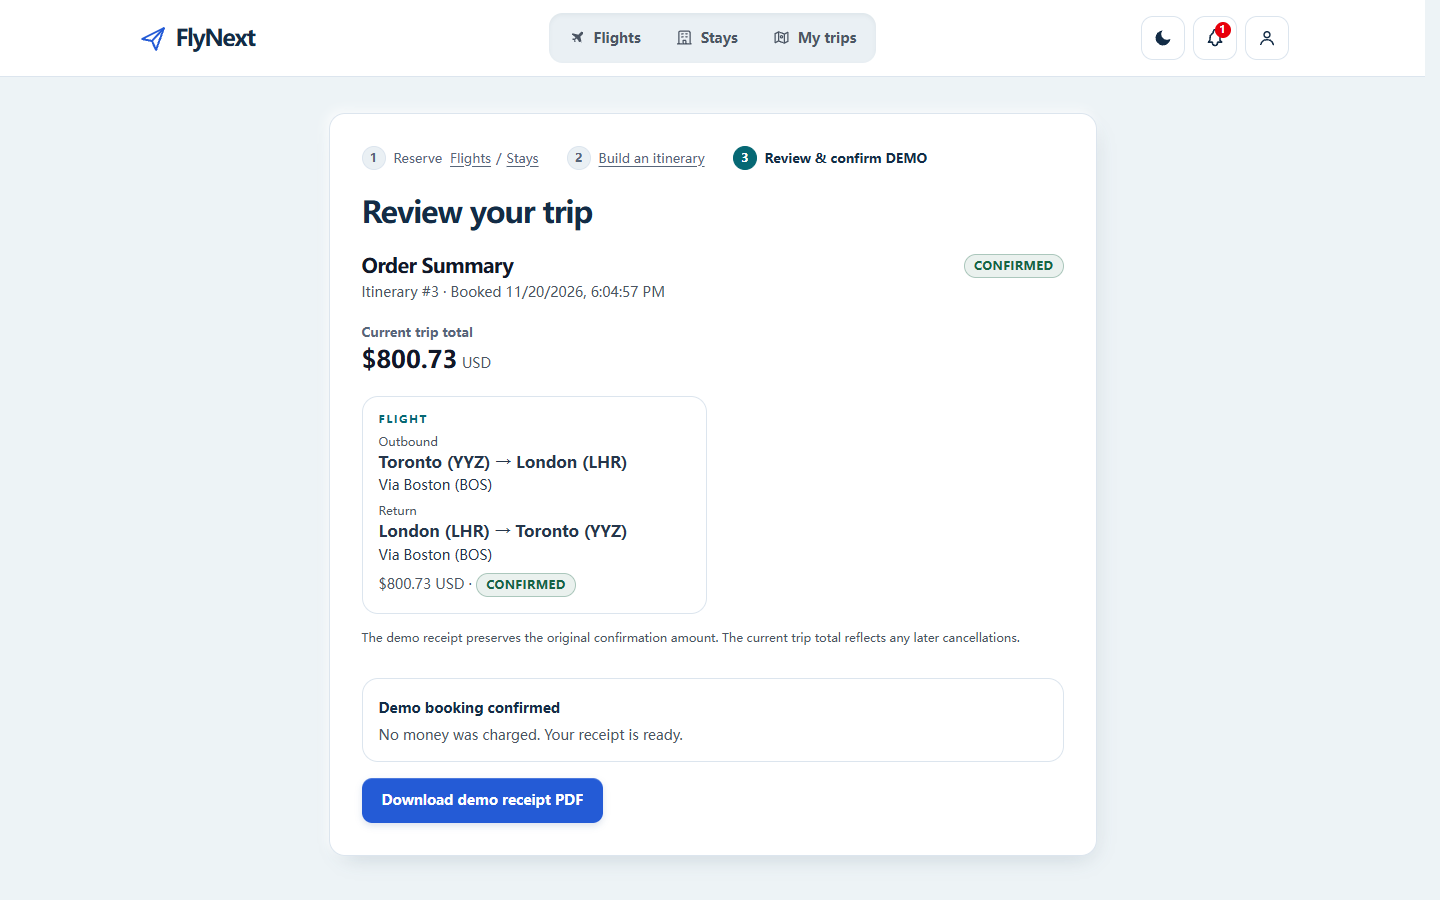 FlyNext
Flights
Stays
My trips
1
1 Reserve Flights / Stays 2 Build an itinerary 3 Review & confirm DEMO
Review your trip
Order Summary
CONFIRMED
Itinerary #3 · Booked 11/20/2026, 6:04:57 PM
Current trip total
$800.73 USD
FLIGHT
Outbound
Toronto (YYZ) → London (LHR)
Via Boston (BOS)
Return
London (LHR) → Toronto (YYZ)
Via Boston (BOS)
$800.73 USD · CONFIRMED
The demo receipt preserves the original confirmation amount. The current trip total reflects any later cancellations.
Demo booking confirmed
No money was charged. Your receipt is ready.
Download demo receipt PDF